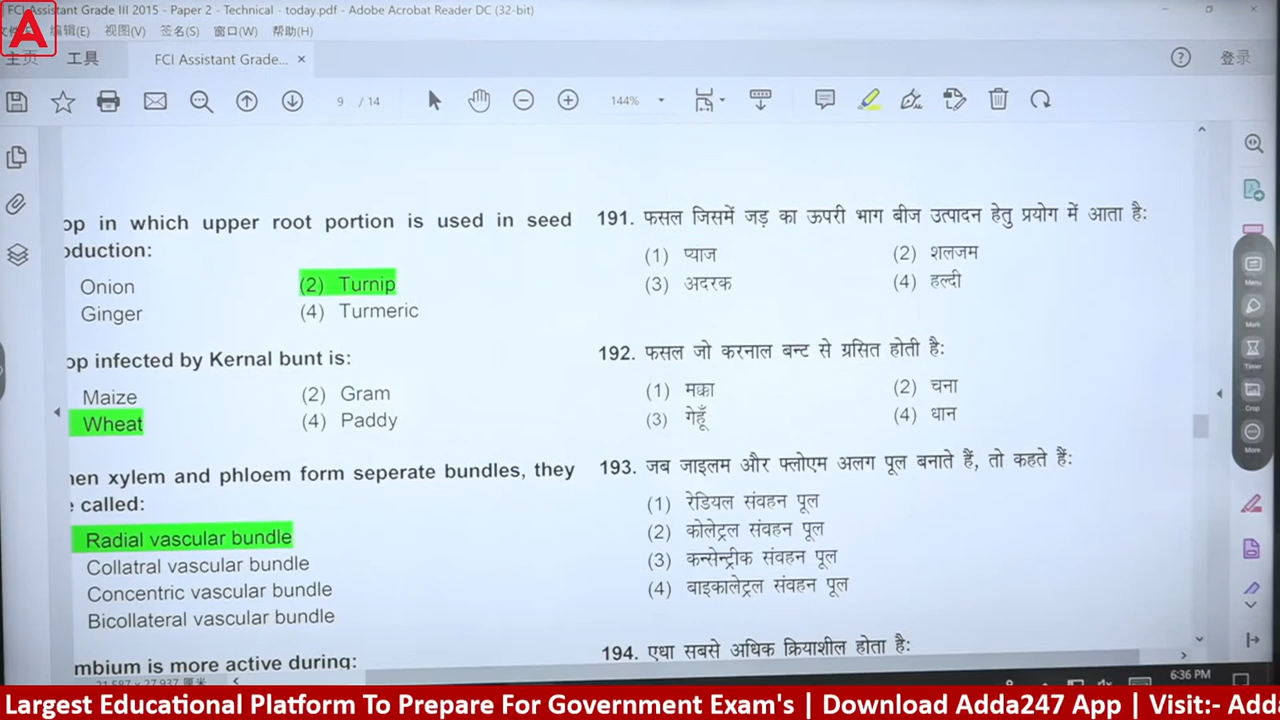 FCI Assistant Grade III 2015 - Paper 2 - Technical - today.pdf - Adobe Acrobat Reader DC (32-bit)
A
编辑(E) 视图(V) 签名(S) 窗口(W) 帮助(H)
主页 工具 FCI Assistant Grade... × 登录
9 / 14 144%
op in which upper root portion is used in seed
oduction:
Onion (2) Turnip
Ginger (4) Turmeric
op infected by Kernal bunt is:
Maize (2) Gram
Wheat (4) Paddy
en xylem and phloem form seperate bundles, they
called:
Radial vascular bundle
Collatral vascular bundle
Concentric vascular bundle
Bicollateral vascular bundle
mbium is more active during:
191. फसल जिसमें जड़ का ऊपरी भाग बीज उत्पादन हेतु प्रयोग में आता है:
(1) प्याज (2) शलजम
(3) अदरक (4) हल्दी
192. फसल जो करनाल बन्ट से ग्रसित होती है:
(1) मक्का (2) चना
(3) गेहूँ (4) धान
193. जब जाइलम और फ्लोएम अलग पूल बनाते हैं, तो कहते हैं:
(1) रेडियल संवहन पूल
(2) कोलेट्रल संवहन पूल
(3) कन्सेन्ट्रीक संवहन पूल
(4) बाइकालेट्रल संवहन पूल
194. एधा सबसे अधिक क्रियाशील होता है:
Menu
Mark
Timer
Crop
More
6:36 PM
Largest Educational Platform To Prepare For Government Exam's | Download Adda247 App | Visit:- Adda